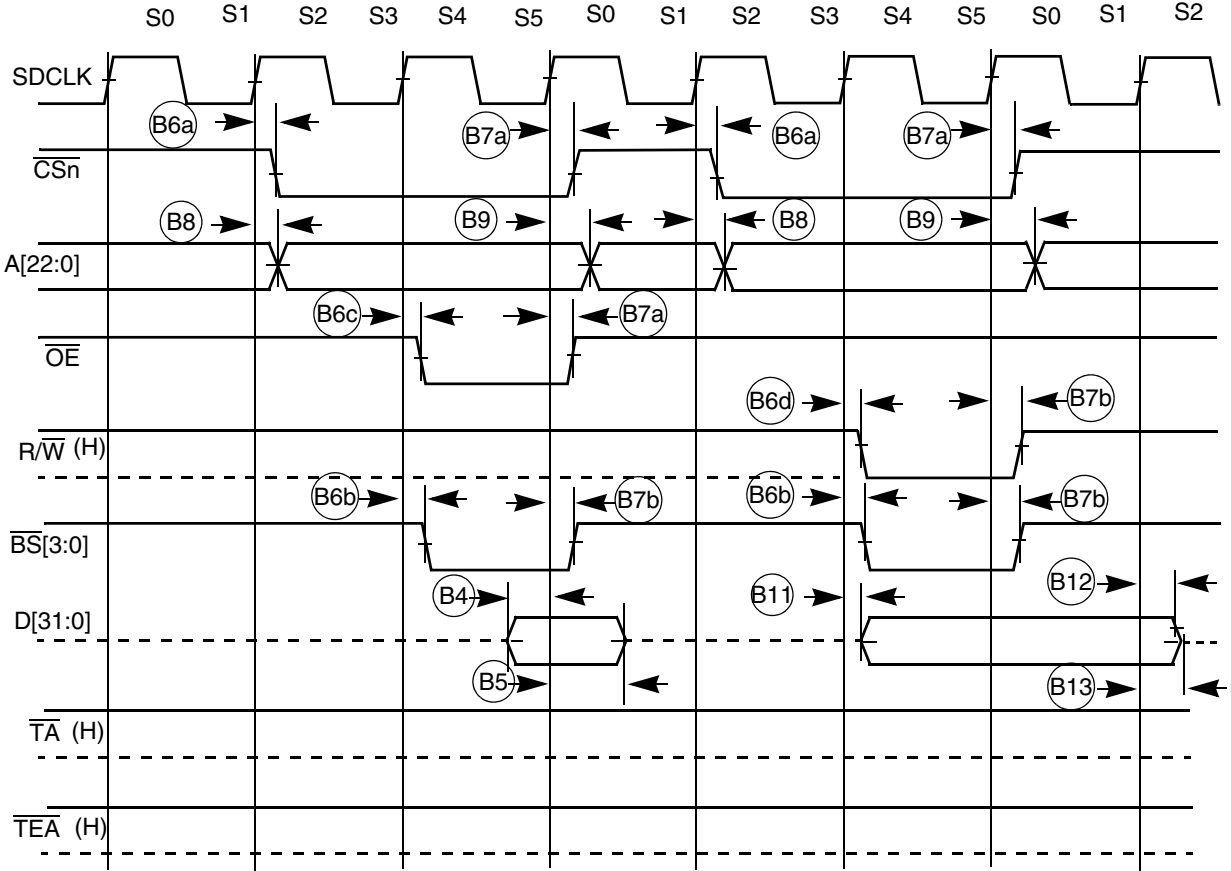 S0 S1 S2 S3 S4 S5 S0 S1 S2 S3 S4 S5 S0 S1 S2
SDCLK
B6a B7a B6a B7a
CSn
B8 B9 B8 B9
A[22:0]
B6c B7a
OE
B6d B7b
R/W (H)
B6b B7b B6b B7b
BS[3:0]
B4 B11 B12
D[31:0]
B5 B13
TA (H)
TEA (H)